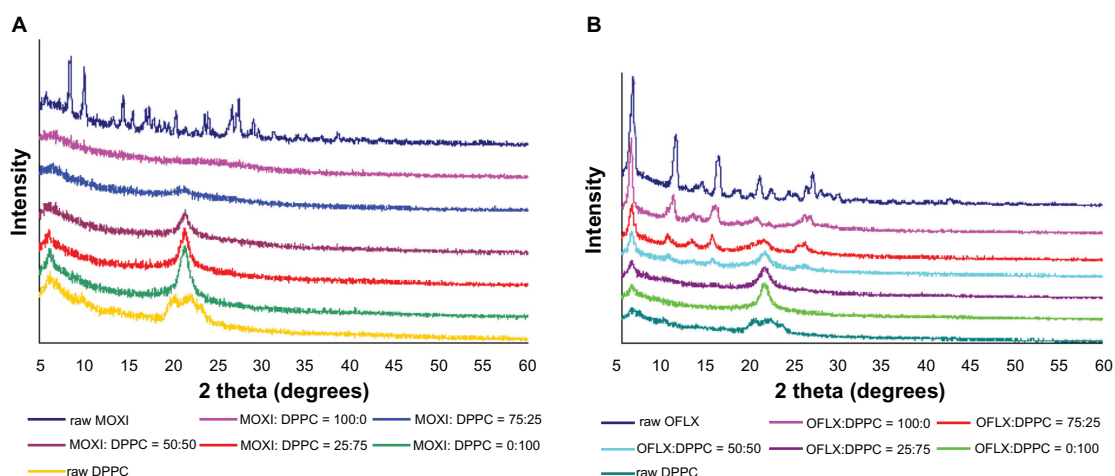 A
Intensity
5 10 15 20 25 30 35 40 45 50 55 60
2 theta (degrees)
raw MOXI MOXI: DPPC = 100:0 MOXI: DPPC = 75:25
MOXI: DPPC = 50:50 MOXI: DPPC = 25:75 MOXI: DPPC = 0:100
raw DPPC
B
Intensity
5 10 15 20 25 30 35 40 45 50 55 60
2 theta (degrees)
raw OFLX OFLX:DPPC = 100:0 OFLX:DPPC = 75:25
OFLX:DPPC = 50:50 OFLX:DPPC = 25:75 OFLX:DPPC = 0:100
raw DPPC